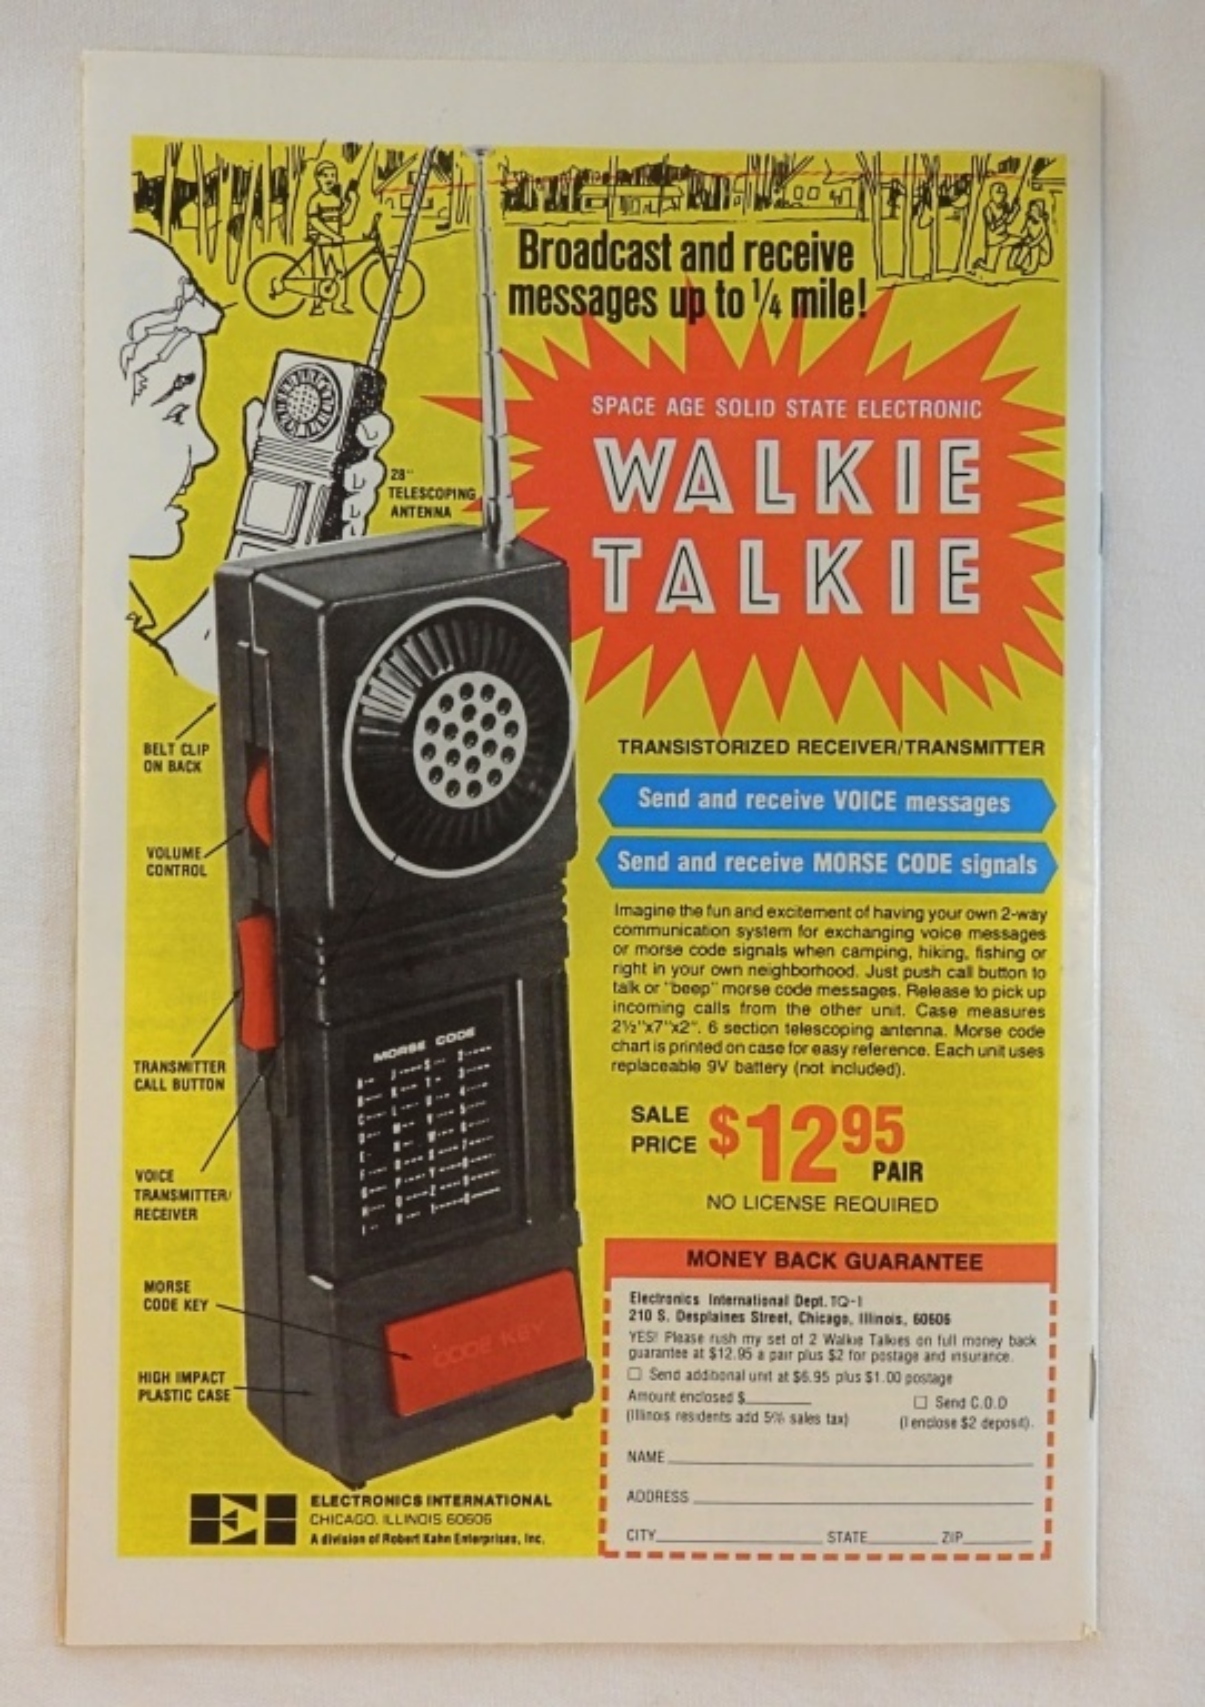 Broadcast and receive
messages up to 1/4 mile!
SPACE AGE SOLID STATE ELECTRONIC
WALKIE
TALKIE
28"
TELESCOPING
ANTENNA
BELT CLIP
ON BACK
VOLUME
CONTROL
TRANSMITTER
CALL BUTTON
VOICE
TRANSMITTER/
RECEIVER
MORSE
CODE KEY
HIGH IMPACT
PLASTIC CASE
MORSE CODE
CODE KEY
TRANSISTORIZED RECEIVER/TRANSMITTER
Send and receive VOICE messages
Send and receive MORSE CODE signals
Imagine the fun and excitement of having your own 2-way
communication system for exchanging voice messages
or morse code signals when camping, hiking, fishing or
right in your own neighborhood. Just push call button to
talk or "beep" morse code messages. Release to pick up
incoming calls from the other unit. Case measures
2½"x7"x2". 6 section telescoping antenna. Morse code
chart is printed on case for easy reference. Each unit uses
replaceable 9V battery (not included).
SALE
PRICE $12 95
PAIR
NO LICENSE REQUIRED
MONEY BACK GUARANTEE
Electronics International Dept. TQ-1
210 S. Desplaines Street, Chicago, Illinois, 60606
YES! Please rush my set of 2 Walkie Talkies on full money back
guarantee at $12.95 a pair plus $2 for postage and insurance.
☐ Send additional unit at $6.95 plus $1.00 postage
Amount enclosed $________ ☐ Send C.O.D
(Illinois residents add 5% sales tax) (I enclose $2 deposit).
NAME
ADDRESS
CITY STATE ZIP
EI
ELECTRONICS INTERNATIONAL
CHICAGO, ILLINOIS 60606
A division of Robert Kahn Enterprises, Inc.